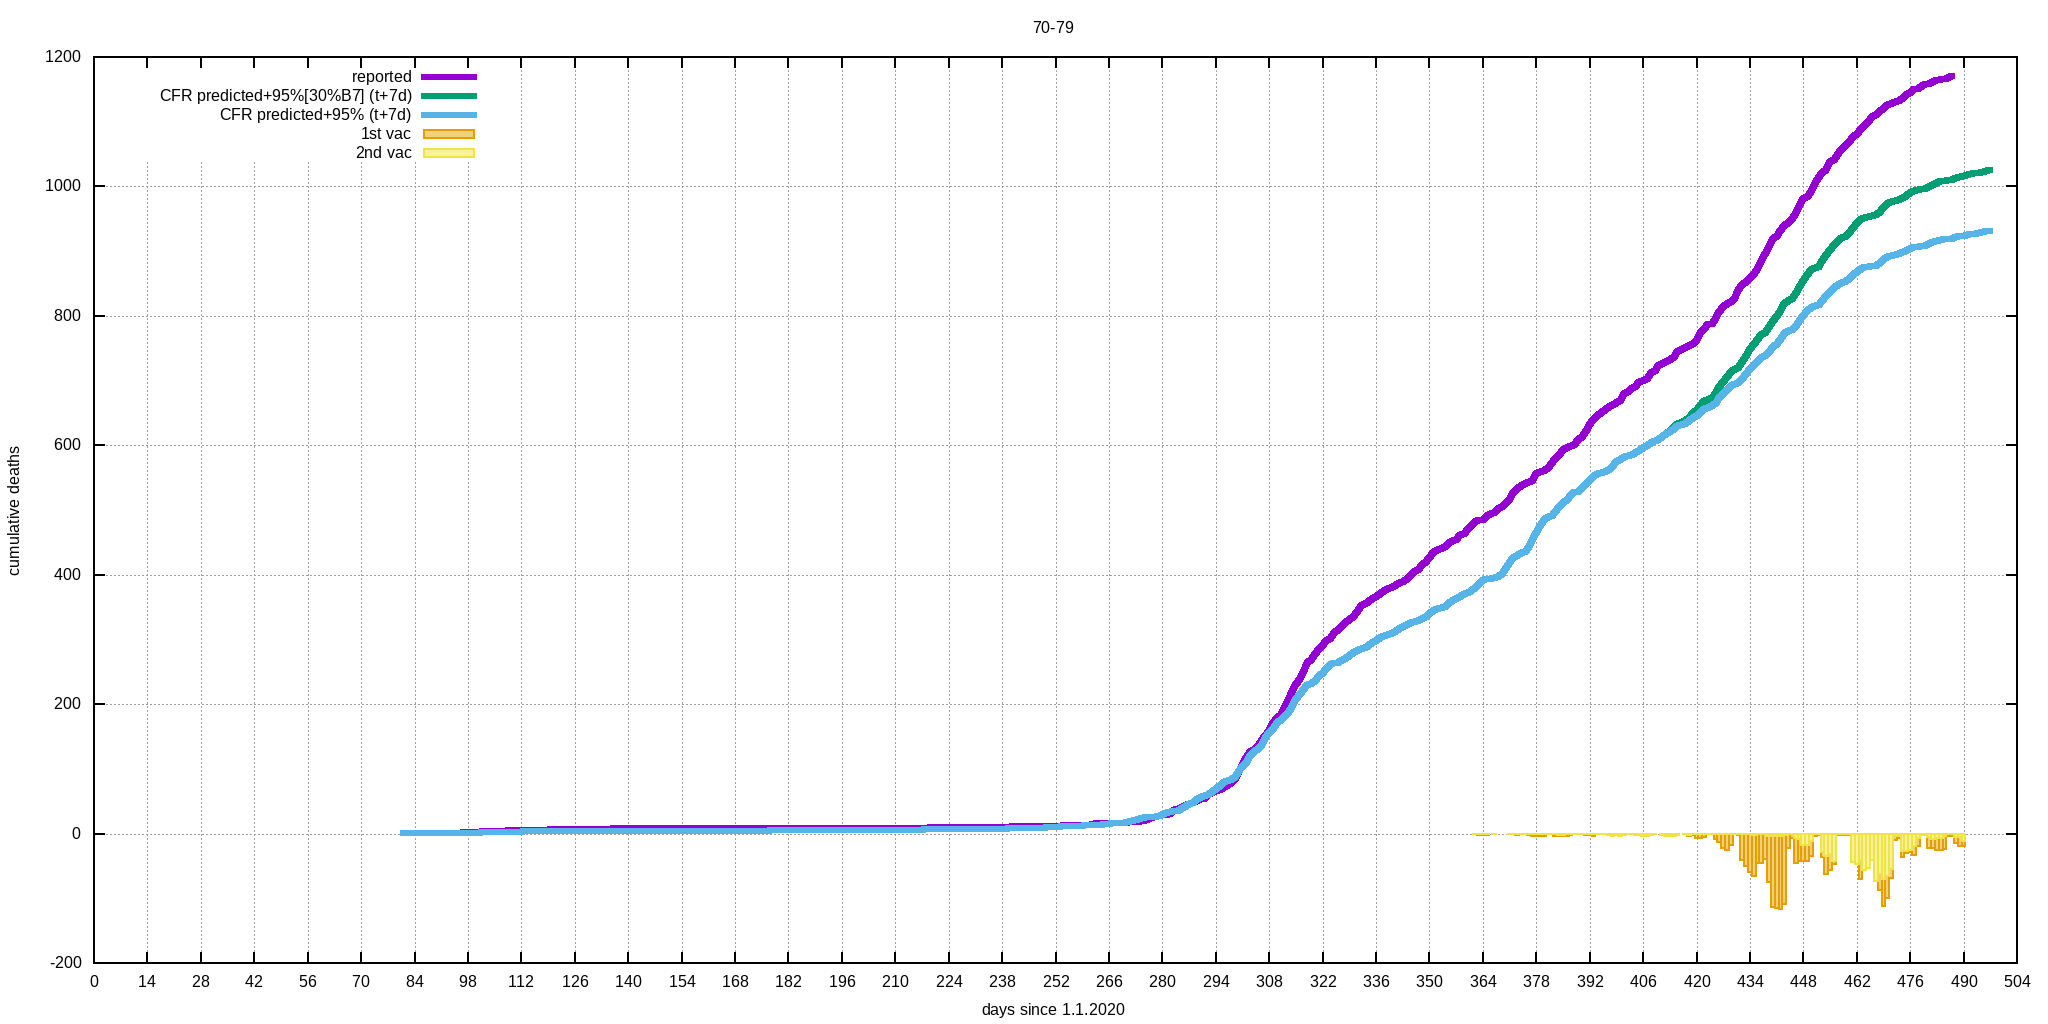 70-79
1200
1000
800
600
400
200
0
-200
cumulative deaths
reported
CFR predicted+95%[30%B7] (t+7d)
CFR predicted+95% (t+7d)
1st vac
2nd vac
0 14 28 42 56 70 84 98 112 126 140 154 168 182 196 210 224 238 252 266 280 294 308 322 336 350 364 378 392 406 420 434 448 462 476 490 504
days since 1.1.2020